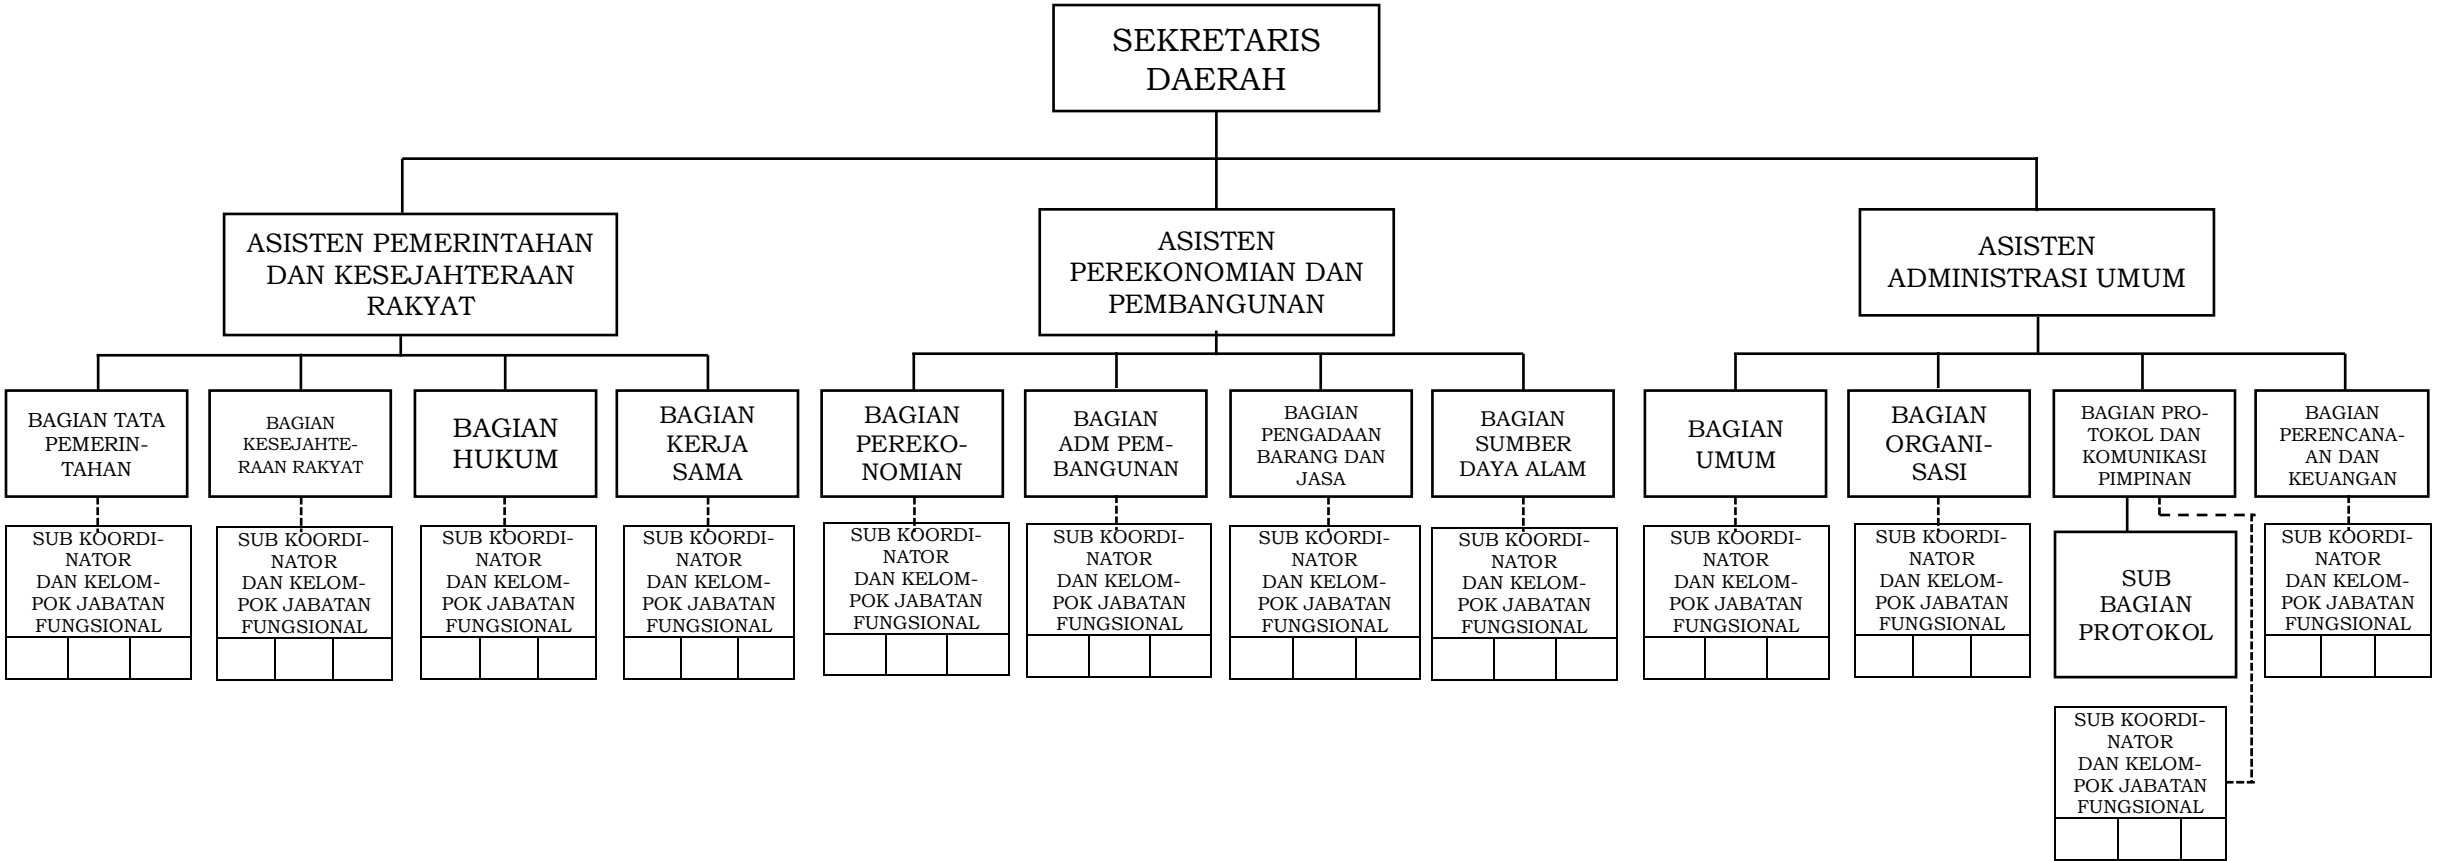 SEKRETARIS
DAERAH
ASISTEN PEMERINTAHAN
DAN KESEJAHTERAAN
RAKYAT
ASISTEN
PEREKONOMIAN DAN
PEMBANGUNAN
ASISTEN
ADMINISTRASI UMUM
BAGIAN TATA
PEMERIN-
TAHAN
BAGIAN
KESEJAHTE-
RAAN RAKYAT
BAGIAN
HUKUM
BAGIAN
KERJA
SAMA
BAGIAN
PEREKO-
NOMIAN
BAGIAN
ADM PEM-
BANGUNAN
BAGIAN
PENGADAAN
BARANG DAN
JASA
BAGIAN
SUMBER
DAYA ALAM
BAGIAN
UMUM
BAGIAN
ORGANI-
SASI
BAGIAN PRO-
TOKOL DAN
KOMUNIKASI
PIMPINAN
BAGIAN
PERENCANA-
AN DAN
KEUANGAN
SUB KOORDI-
NATOR
DAN KELOM-
POK JABATAN
FUNGSIONAL
SUB KOORDI-
NATOR
DAN KELOM-
POK JABATAN
FUNGSIONAL
SUB KOORDI-
NATOR
DAN KELOM-
POK JABATAN
FUNGSIONAL
SUB KOORDI-
NATOR
DAN KELOM-
POK JABATAN
FUNGSIONAL
SUB KOORDI-
NATOR
DAN KELOM-
POK JABATAN
FUNGSIONAL
SUB KOORDI-
NATOR
DAN KELOM-
POK JABATAN
FUNGSIONAL
SUB KOORDI-
NATOR
DAN KELOM-
POK JABATAN
FUNGSIONAL
SUB KOORDI-
NATOR
DAN KELOM-
POK JABATAN
FUNGSIONAL
SUB KOORDI-
NATOR
DAN KELOM-
POK JABATAN
FUNGSIONAL
SUB KOORDI-
NATOR
DAN KELOM-
POK JABATAN
FUNGSIONAL
SUB
BAGIAN
PROTOKOL
SUB KOORDI-
NATOR
DAN KELOM-
POK JABATAN
FUNGSIONAL
SUB KOORDI-
NATOR
DAN KELOM-
POK JABATAN
FUNGSIONAL